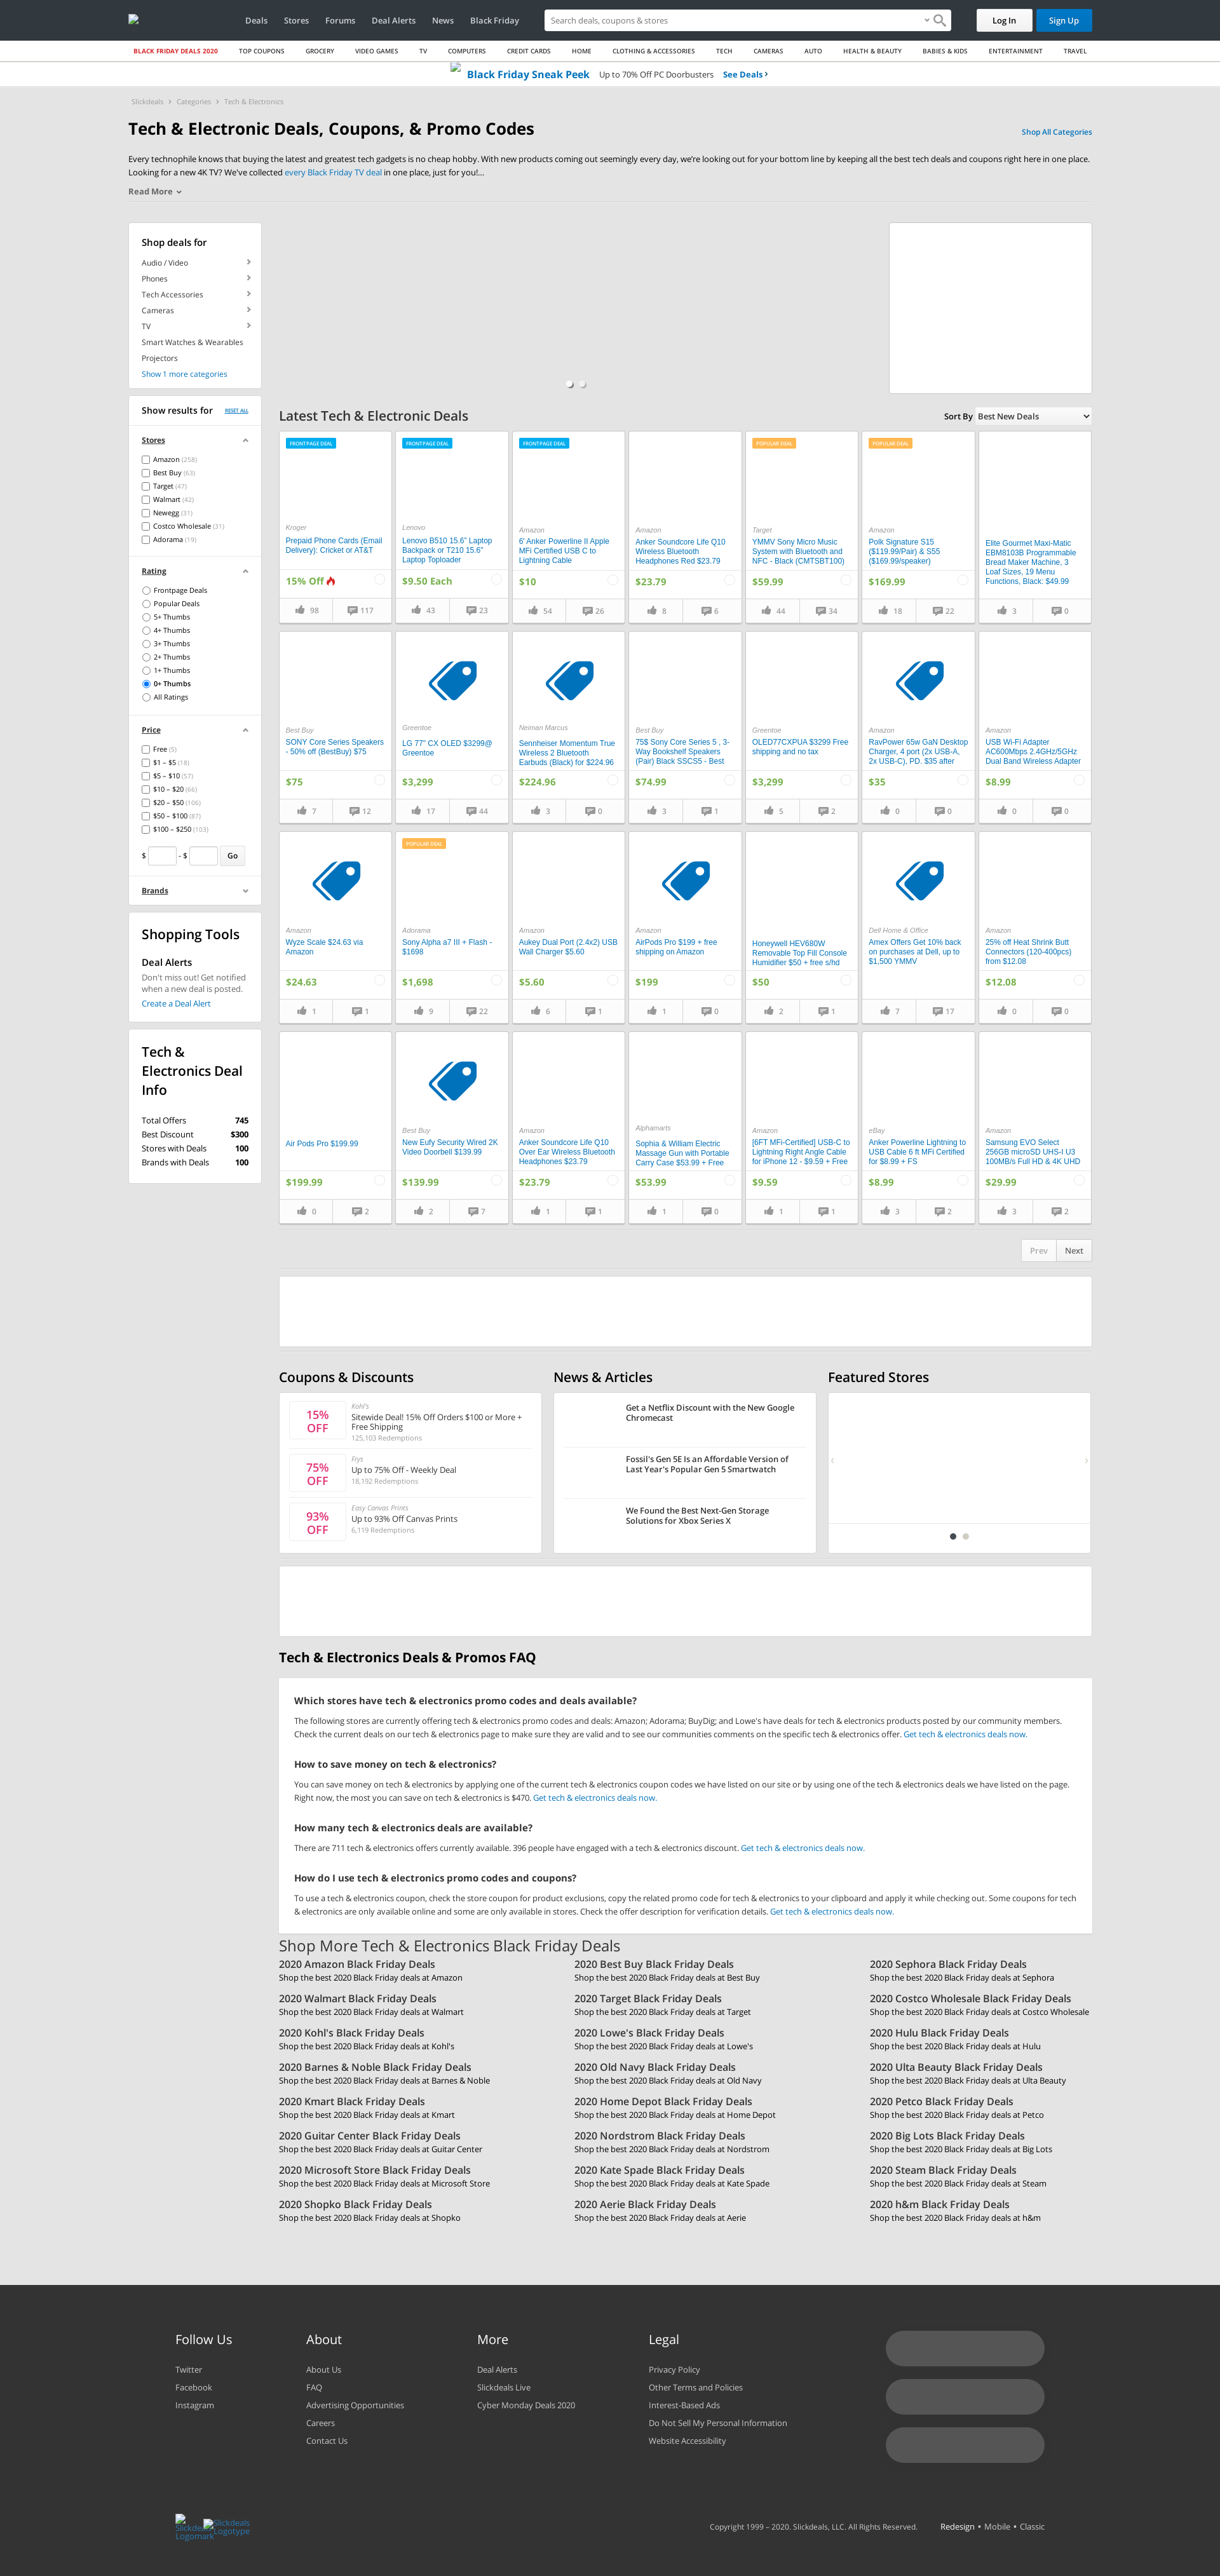 Deals
Stores
Forums
Deal Alerts
News
Black Friday
Search deals, coupons & stores
Log In
Sign Up
BLACK FRIDAY DEALS 2020
TOP COUPONS
GROCERY
VIDEO GAMES
TV
COMPUTERS
CREDIT CARDS
HOME
CLOTHING & ACCESSORIES
TECH
CAMERAS
AUTO
HEALTH & BEAUTY
BABIES & KIDS
ENTERTAINMENT
TRAVEL
Black Friday Sneak Peek Up to 70% Off PC Doorbusters See Deals
Slickdeals › Categories › Tech & Electronics
Tech & Electronic Deals, Coupons, & Promo Codes
Shop All Categories
Every technophile knows that buying the latest and greatest tech gadgets is no cheap hobby. With new products coming out seemingly every day, we're looking out for your bottom line by keeping all the best tech deals and coupons right here in one place.
Looking for a new 4K TV? We've collected every Black Friday TV deal in one place, just for you!...
Read More
Shop deals for
Audio / Video
Phones
Tech Accessories
Cameras
TV
Smart Watches & Wearables
Projectors
Show 1 more categories
Show results for
RESET ALL
Stores
Amazon (258)
Best Buy (63)
Target (47)
Walmart (42)
Newegg (31)
Costco Wholesale (31)
Adorama (19)
Rating
Frontpage Deals
Popular Deals
5+ Thumbs
4+ Thumbs
3+ Thumbs
2+ Thumbs
1+ Thumbs
0+ Thumbs
All Ratings
Price
Free (5)
$1 – $5 (18)
$5 – $10 (57)
$10 – $20 (66)
$20 – $50 (106)
$50 – $100 (87)
$100 – $250 (103)
$ - $ Go
Brands
Shopping Tools
Deal Alerts
Don't miss out! Get notified
when a new deal is posted.
Create a Deal Alert
Tech &
Electronics Deal
Info
Total Offers 745
Best Discount $300
Stores with Deals 100
Brands with Deals 100
Latest Tech & Electronic Deals
Sort By Best New Deals
FRONTPAGE DEAL
Kroger
Prepaid Phone Cards (Email
Delivery): Cricket or AT&T
15% Off
98 117
FRONTPAGE DEAL
Lenovo
Lenovo B510 15.6" Laptop
Backpack or T210 15.6"
Laptop Toploader
$9.50 Each
43 23
FRONTPAGE DEAL
Amazon
6' Anker Powerline II Apple
MFi Certified USB C to
Lightning Cable
$10
54 26
Amazon
Anker Soundcore Life Q10
Wireless Bluetooth
Headphones Red $23.79
$23.79
8 6
POPULAR DEAL
Target
YMMV Sony Micro Music
System with Bluetooth and
NFC - Black (CMTSBT100)
$59.99
44 34
POPULAR DEAL
Amazon
Polk Signature S15
($119.99/Pair) & S55
($169.99/speaker)
$169.99
18 22
Elite Gourmet Maxi-Matic
EBM8103B Programmable
Bread Maker Machine, 3
Loaf Sizes, 19 Menu
Functions, Black: $49.99
3 0
Best Buy
SONY Core Series Speakers
- 50% off (BestBuy) $75
$75
7 12
Greentoe
LG 77" CX OLED $3299@
Greentoe
$3,299
17 44
Neiman Marcus
Sennheiser Momentum True
Wireless 2 Bluetooth
Earbuds (Black) for $224.96
$224.96
3 0
Best Buy
75$ Sony Core Series 5 , 3-
Way Bookshelf Speakers
(Pair) Black SSCS5 - Best
$74.99
3 1
Greentoe
OLED77CXPUA $3299 Free
shipping and no tax
$3,299
5 2
Amazon
RavPower 65w GaN Desktop
Charger, 4 port (2x USB-A,
2x USB-C), PD. $35 after
$35
0 0
Amazon
USB Wi-Fi Adapter
AC600Mbps 2.4GHz/5GHz
Dual Band Wireless Adapter
$8.99
0 0
Amazon
Wyze Scale $24.63 via
Amazon
$24.63
1 1
POPULAR DEAL
Adorama
Sony Alpha a7 III + Flash -
$1698
$1,698
9 22
Amazon
Aukey Dual Port (2.4x2) USB
Wall Charger $5.60
$5.60
6 1
Amazon
AirPods Pro $199 + free
shipping on Amazon
$199
1 0
Honeywell HEV680W
Removable Top Fill Console
Humidifier $50 + free s/hd
$50
2 1
Dell Home & Office
Amex Offers Get 10% back
on purchases at Dell, up to
$1,500 YMMV
7 17
Amazon
25% off Heat Shrink Butt
Connectors (120-400pcs)
from $12.08
$12.08
0 0
Air Pods Pro $199.99
$199.99
0 2
Best Buy
New Eufy Security Wired 2K
Video Doorbell $139.99
$139.99
2 7
Amazon
Anker Soundcore Life Q10
Over Ear Wireless Bluetooth
Headphones $23.79
$23.79
1 1
Alphamarts
Sophia & William Electric
Massage Gun with Portable
Carry Case $53.99 + Free
$53.99
1 0
Amazon
[6FT MFi-Certified] USB-C to
Lightning Right Angle Cable
for iPhone 12 - $9.59 + Free
$9.59
1 1
eBay
Anker Powerline Lightning to
USB Cable 6 ft MFi Certified
for $8.99 + FS
$8.99
3 2
Amazon
Samsung EVO Select
256GB microSD UHS-I U3
100MB/s Full HD & 4K UHD
$29.99
3 2
Prev
Next
Coupons & Discounts
15%
OFF
Kohl's
Sitewide Deal! 15% Off Orders $100 or More +
Free Shipping
125,103 Redemptions
75%
OFF
Frys
Up to 75% Off - Weekly Deal
18,192 Redemptions
93%
OFF
Easy Canvas Prints
Up to 93% Off Canvas Prints
6,119 Redemptions
News & Articles
Get a Netflix Discount with the New Google
Chromecast
Fossil's Gen 5E Is an Affordable Version of
Last Year's Popular Gen 5 Smartwatch
We Found the Best Next-Gen Storage
Solutions for Xbox Series X
Featured Stores
Tech & Electronics Deals & Promos FAQ
Which stores have tech & electronics promo codes and deals available?
The following stores are currently offering tech & electronics promo codes and deals: Amazon; Adorama; BuyDig; and Lowe's have deals for tech & electronics products posted by our community members.
Check the current deals on our tech & electronics page to make sure they are valid and to see our communities comments on the specific tech & electronics offer. Get tech & electronics deals now.
How to save money on tech & electronics?
You can save money on tech & electronics by applying one of the current tech & electronics coupon codes we have listed on our site or by using one of the tech & electronics deals we have listed on the page.
Right now, the most you can save on tech & electronics is $470. Get tech & electronics deals now.
How many tech & electronics deals are available?
There are 711 tech & electronics offers currently available. 396 people have engaged with a tech & electronics discount. Get tech & electronics deals now.
How do I use tech & electronics promo codes and coupons?
To use a tech & electronics coupon, check the store coupon for product exclusions, copy the related promo code for tech & electronics to your clipboard and apply it while checking out. Some coupons for tech
& electronics are only available online and some are only available in stores. Check the offer description for verification details. Get tech & electronics deals now.
Shop More Tech & Electronics Black Friday Deals
2020 Amazon Black Friday Deals
Shop the best 2020 Black Friday deals at Amazon
2020 Best Buy Black Friday Deals
Shop the best 2020 Black Friday deals at Best Buy
2020 Sephora Black Friday Deals
Shop the best 2020 Black Friday deals at Sephora
2020 Walmart Black Friday Deals
Shop the best 2020 Black Friday deals at Walmart
2020 Target Black Friday Deals
Shop the best 2020 Black Friday deals at Target
2020 Costco Wholesale Black Friday Deals
Shop the best 2020 Black Friday deals at Costco Wholesale
2020 Kohl's Black Friday Deals
Shop the best 2020 Black Friday deals at Kohl's
2020 Lowe's Black Friday Deals
Shop the best 2020 Black Friday deals at Lowe's
2020 Hulu Black Friday Deals
Shop the best 2020 Black Friday deals at Hulu
2020 Barnes & Noble Black Friday Deals
Shop the best 2020 Black Friday deals at Barnes & Noble
2020 Old Navy Black Friday Deals
Shop the best 2020 Black Friday deals at Old Navy
2020 Ulta Beauty Black Friday Deals
Shop the best 2020 Black Friday deals at Ulta Beauty
2020 Kmart Black Friday Deals
Shop the best 2020 Black Friday deals at Kmart
2020 Home Depot Black Friday Deals
Shop the best 2020 Black Friday deals at Home Depot
2020 Petco Black Friday Deals
Shop the best 2020 Black Friday deals at Petco
2020 Guitar Center Black Friday Deals
Shop the best 2020 Black Friday deals at Guitar Center
2020 Nordstrom Black Friday Deals
Shop the best 2020 Black Friday deals at Nordstrom
2020 Big Lots Black Friday Deals
Shop the best 2020 Black Friday deals at Big Lots
2020 Microsoft Store Black Friday Deals
Shop the best 2020 Black Friday deals at Microsoft Store
2020 Kate Spade Black Friday Deals
Shop the best 2020 Black Friday deals at Kate Spade
2020 Steam Black Friday Deals
Shop the best 2020 Black Friday deals at Steam
2020 Shopko Black Friday Deals
Shop the best 2020 Black Friday deals at Shopko
2020 Aerie Black Friday Deals
Shop the best 2020 Black Friday deals at Aerie
2020 h&m Black Friday Deals
Shop the best 2020 Black Friday deals at h&m
Follow Us
Twitter
Facebook
Instagram
About
About Us
FAQ
Advertising Opportunities
Careers
Contact Us
More
Deal Alerts
Slickdeals Live
Cyber Monday Deals 2020
Legal
Privacy Policy
Other Terms and Policies
Interest-Based Ads
Do Not Sell My Personal Information
Website Accessibility
Slickdeals
Logomark
Slickdeals
Logotype
Copyright 1999 – 2020. Slickdeals, LLC. All Rights Reserved.
Redesign • Mobile • Classic